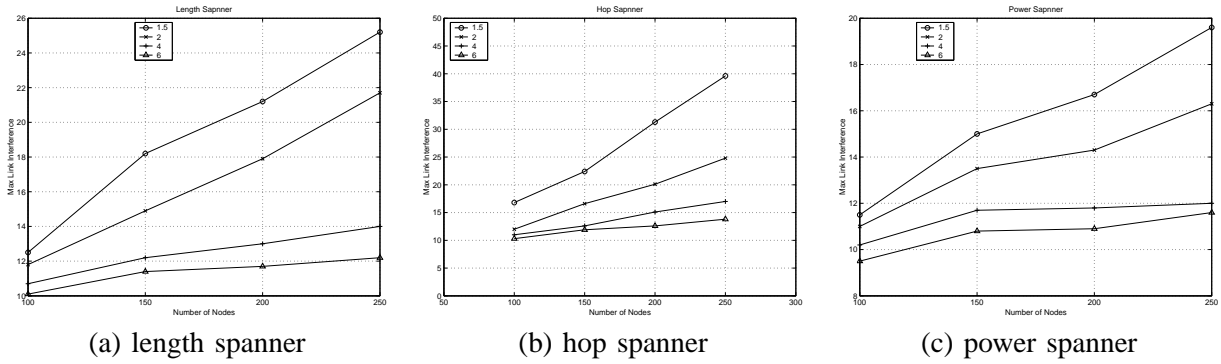 Length Sapnner
26
24
22
20
18
16
14
12
10
Max Link Interference
1.5
2
4
6
100 150 200 250
Number of Nodes
(a) length spanner
Hop Sapnner
50
45
40
35
30
25
20
15
10
5
0
Max Link Interference
1.5
2
4
6
50 100 150 200 250 300
Number of Nodes
(b) hop spanner
Power Sapnner
20
18
16
14
12
10
8
Max Link Interference
1.5
2
4
6
100 150 200 250
Number of Nodes
(c) power spanner